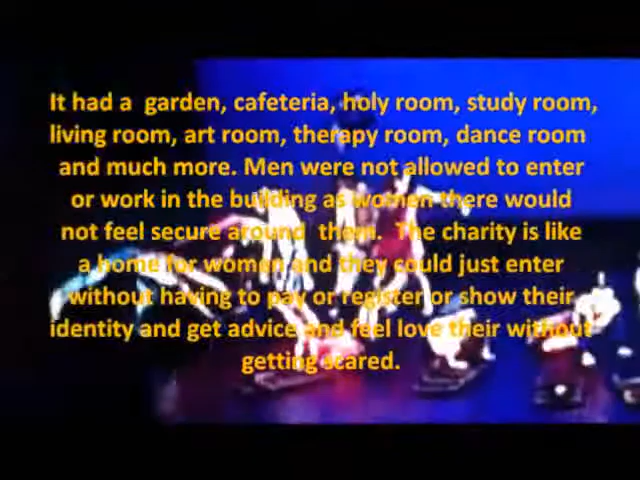 It had a  garden, cafeteria, holy room, study room,
living room, art room, therapy room, dance room
and much more. Men were not allowed to enter
or work in the building as women there would
not feel secure around  them.  The charity is like
a home for women and they could just enter
without having to pay or register or show their
identity and get advice and feel love their without
getting scared.